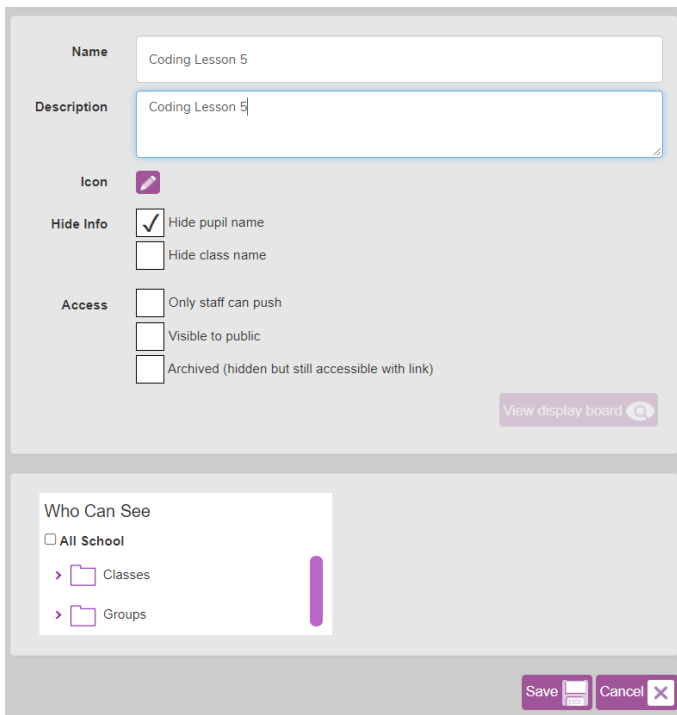 Name
Coding Lesson 5
Description
Coding Lesson 5
Icon
Hide Info
Hide pupil name
Hide class name
Access
Only staff can push
Visible to public
Archived (hidden but still accessible with link)
View display board
Who Can See
All School
Classes
Groups
Save
Cancel